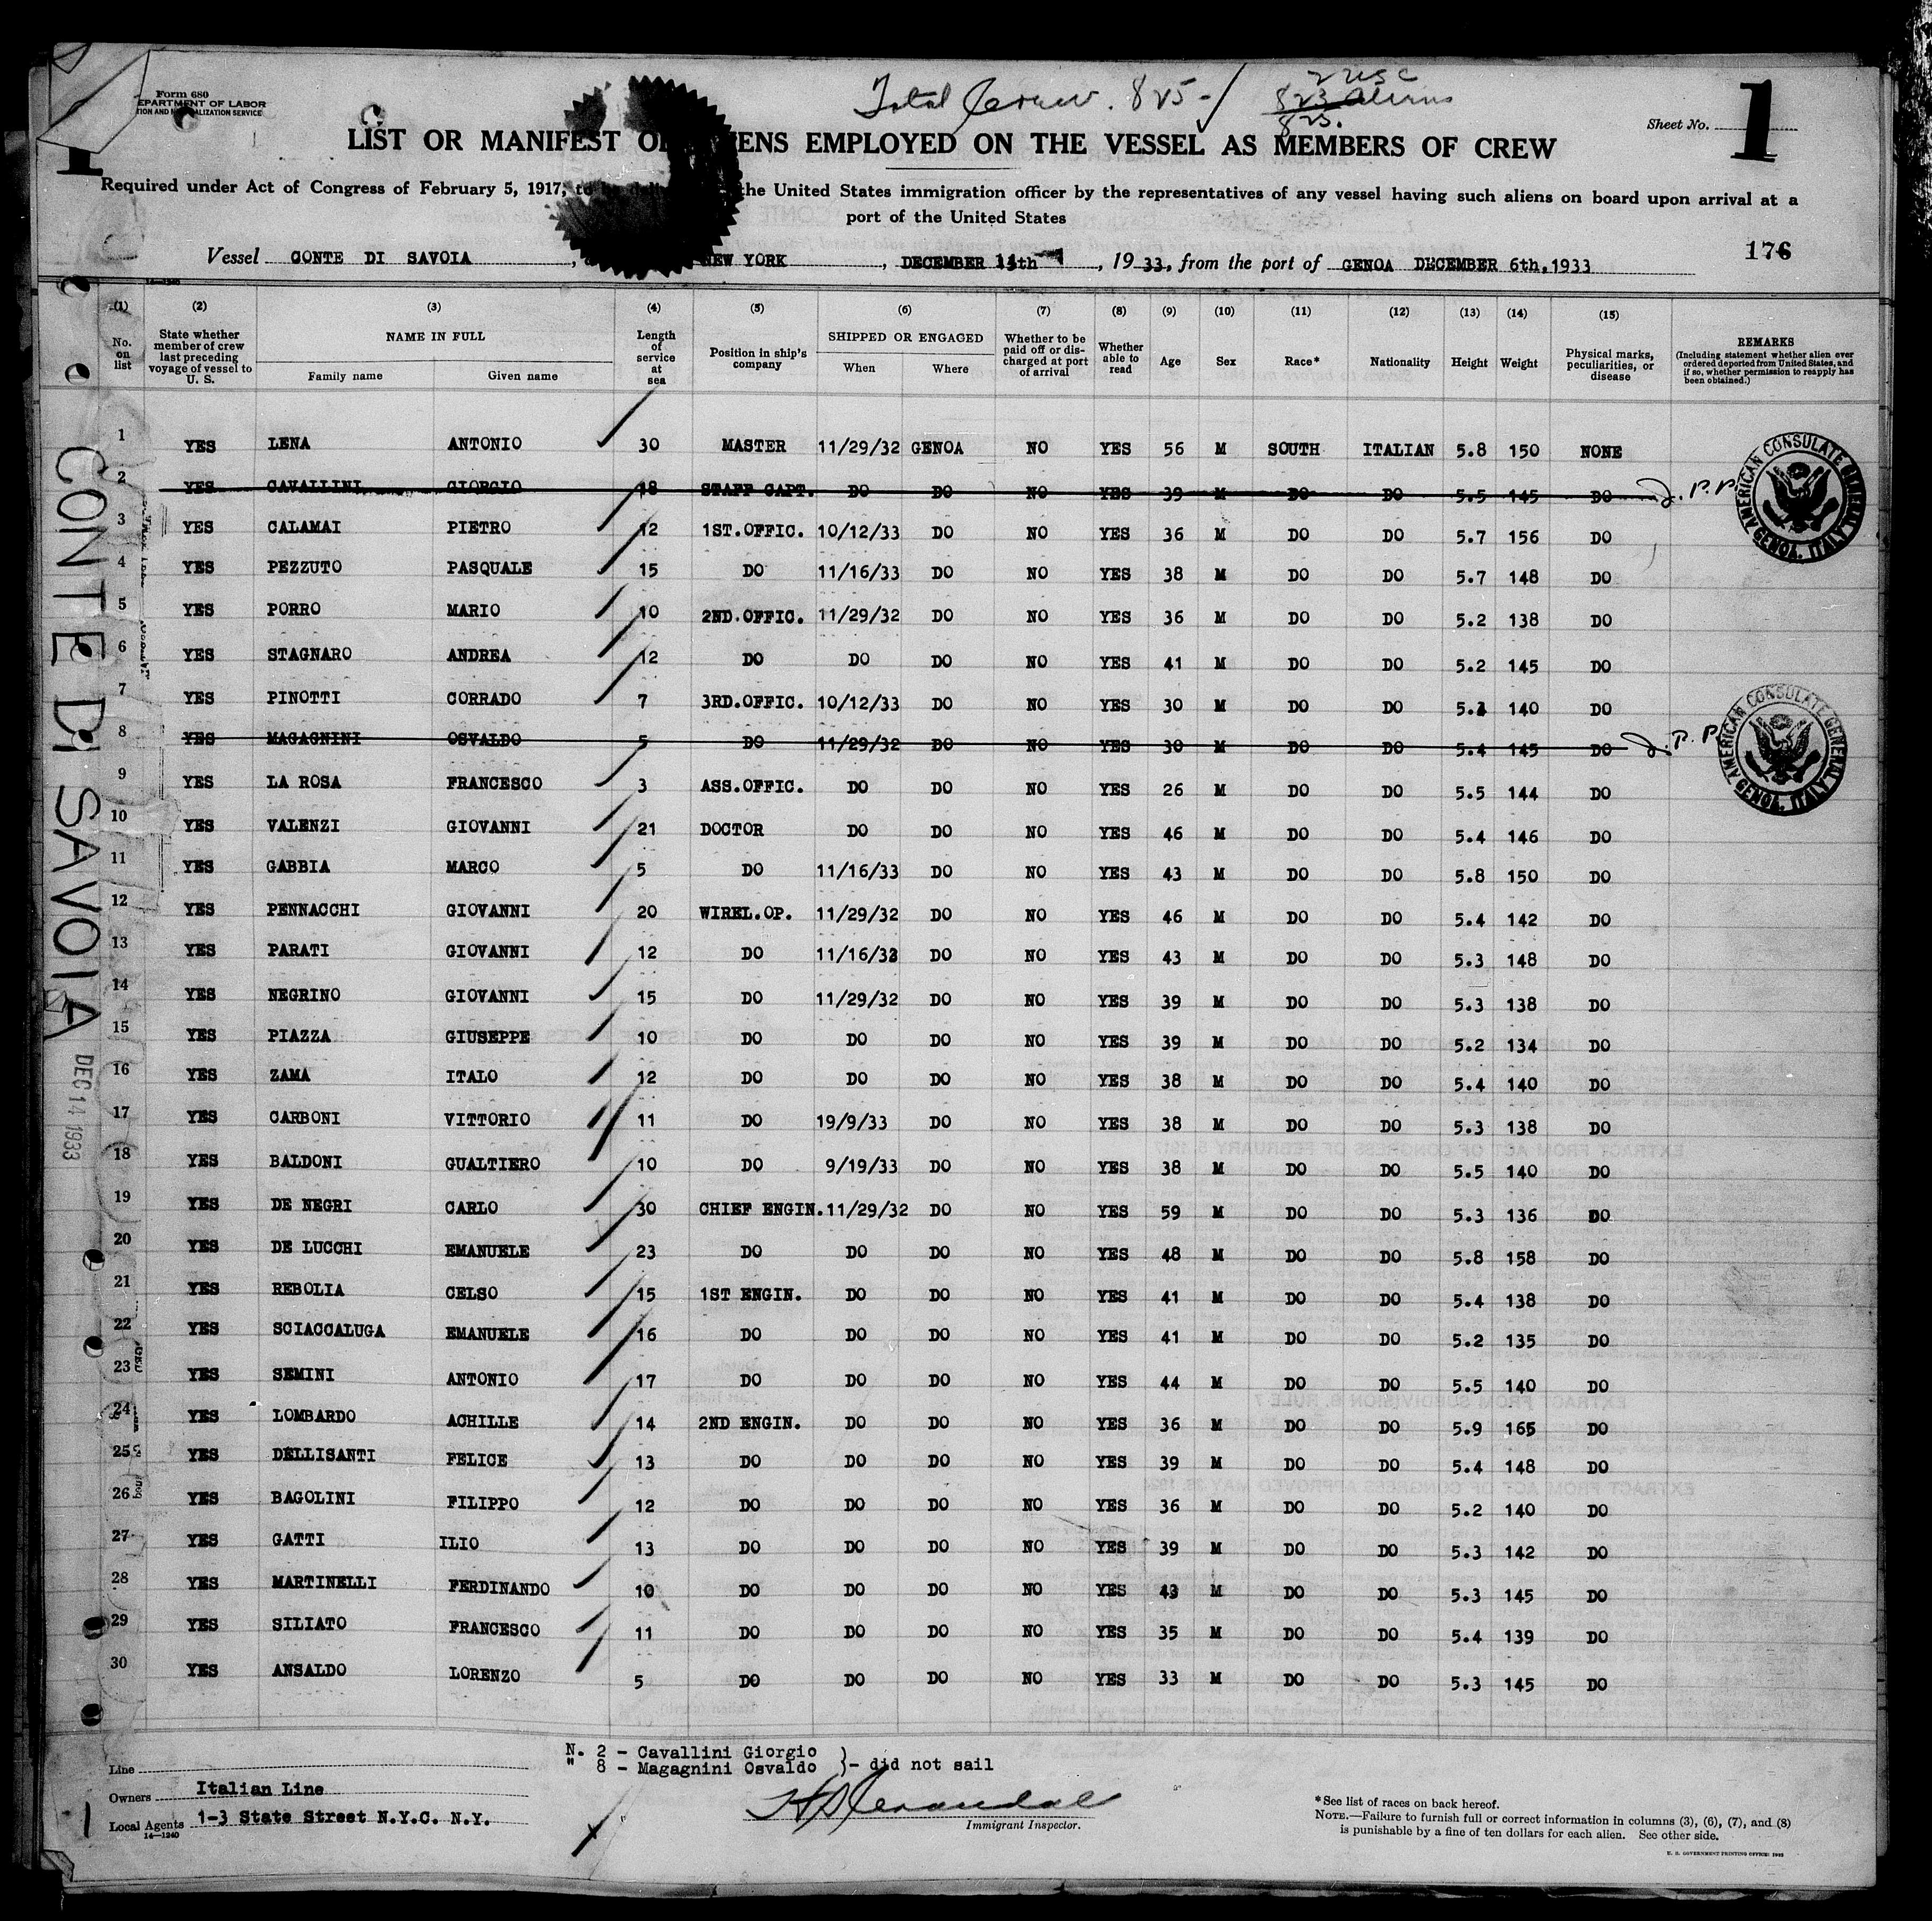 Form 680
EPARTMENT OF LABOR
Total Crew. 825- 2 USC
823 aliens
825.
Sheet No. 1
LIST OR MANIFEST OF IENS EMPLOYED ON THE VESSEL AS MEMBERS OF CREW
Required under Act of Congress of February 5, 1917, to be the United States immigration officer by the representatives of any vessel having such aliens on board upon arrival at a
port of the United States
176
Vessel CONTE DI SAVOIA, NEW YORK, DECEMBER 14th, 1933, from the port of GENOA DECEMBER 6th,1933
(1) (2) (3) (4) (5) (6) (7) (8) (9) (10) (11) (12) (13) (14) (15)
No. on list State whether member of crew last preceding voyage of vessel to U. S. NAME IN FULL Family name Given name Length of service at sea Position in ship's company SHIPPED OR ENGAGED When Where Whether to be paid off or discharged at port of arrival Whether able to read Age Sex Race* Nationality Height Weight Physical marks, peculiarities, or disease REMARKS (Including statement whether alien ever ordered deported from United States, and if so, whether permission to reapply has been obtained.)
1 YES LENA ANTONIO 30 MASTER 11/29/32 GENOA NO YES 56 M SOUTH ITALIAN 5.8 150 NONE
2 YES CAVALLINI GIORGIO 18 STAFF CAPT. DO DO NO YES 39 M DO DO 5.5 145 DO
3 YES CALAMAI PIETRO 12 1ST.OFFIC. 10/12/33 DO NO YES 36 M DO DO 5.7 156 DO
4 YES PEZZUTO PASQUALE 15 DO 11/16/33 DO NO YES 38 M DO DO 5.7 148 DO
5 YES PORRO MARIO 10 2ND.OFFIC. 11/29/32 DO NO YES 36 M DO DO 5.2 138 DO
6 YES STAGNARO ANDREA 12 DO DO DO NO YES 41 M DO DO 5.2 145 DO
7 YES PINOTTI CORRADO 7 3RD.OFFIC. 10/12/33 DO NO YES 30 M DO DO 140 DO
8 YES MAGAGNINI OSVALDO 5 DO 11/29/32 DO NO YES 30 M DO DO 5.4 145 DO
9 YES LA ROSA FRANCESCO 3 ASS.OFFIC. DO DO NO YES 26 M DO DO 5.5 144 DO
10 YES VALENZI GIOVANNI 21 DOCTOR DO DO NO YES 46 M DO DO 5.4 146 DO
11 YES GABBIA MARCO 5 DO 11/16/33 DO NO YES 43 M DO DO 5.8 150 DO
12 YES PENNACCHI GIOVANNI 20 WIREL.OP. 11/29/32 DO NO YES 46 M DO DO 5.4 142 DO
13 YES PARATI GIOVANNI 12 DO 11/16/33 DO NO YES 43 M DO DO 5.3 148 DO
14 YES NEGRINO GIOVANNI 15 DO 11/29/32 DO NO YES 39 M DO DO 5.3 138 DO
15 YES PIAZZA GIUSEPPE 10 DO DO DO NO YES 39 M DO DO 5.2 134 DO
16 YES ZAMA ITALO 12 DO DO DO NO YES 38 M DO DO 5.4 140 DO
17 YES CARBONI VITTORIO 11 DO 19/9/33 DO NO YES 38 M DO DO 5.3 138 DO
18 YES BALDONI GUALTIERO 10 DO 9/19/33 DO NO YES 38 M DO DO 5.5 140 DO
19 YES DE NEGRI CARLO 30 CHIEF ENGIN. 11/29/32 DO NO YES 59 M DO DO 5.3 136 DO
20 YES DE LUCCHI EMANUELE 23 DO DO DO NO YES 48 M DO DO 5.8 158 DO
21 YES REBOLIA CELSO 15 1ST ENGIN. DO DO NO YES 41 M DO DO 5.4 138 DO
22 YES SCIACCALUGA EMANUELE 16 DO DO DO NO YES 41 M DO DO 5.2 135 DO
23 YES SEMINI ANTONIO 17 DO DO DO NO YES 44 M DO DO 5.5 140 DO
24 YES LOMBARDO ACHILLE 14 2ND ENGIN. DO DO NO YES 36 M DO DO 5.9 165 DO
25 YES DELLISANTI FELICE 13 DO DO DO NO YES 39 M DO DO 5.4 148 DO
26 YES BAGOLINI FILIPPO 12 DO DO DO NO YES 36 M DO DO 5.2 140 DO
27 YES GATTI ILIO 13 DO DO DO NO YES 39 M DO DO 5.3 142 DO
28 YES MARTINELLI FERDINANDO 10 DO DO DO NO YES 43 M DO DO 5.3 145 DO
29 YES SILIATO FRANCESCO 11 DO DO DO NO YES 35 M DO DO 5.4 139 DO
30 YES ANSALDO LORENZO 5 DO DO DO NO YES 33 M DO DO 5.3 145 DO
AMERICAN CONSULATE GENERAL GENOA, ITALY
AMERICAN CONSULATE GENERAL GENOA, ITALY
CONTE DI SAVOIA
DEC 14 1933
N. 2 - Cavallini Giorgio )
" 8 - Magagnini Osvaldo )- did not sail
Line
Owners Italian Line
Local Agents 1-3 State Street N.Y.C. N.Y.
14—1240
Immigrant Inspector.
*See list of races on back hereof.
NOTE.—Failure to furnish full or correct information in columns (3), (6), (7), and (8)
is punishable by a fine of ten dollars for each alien. See other side.